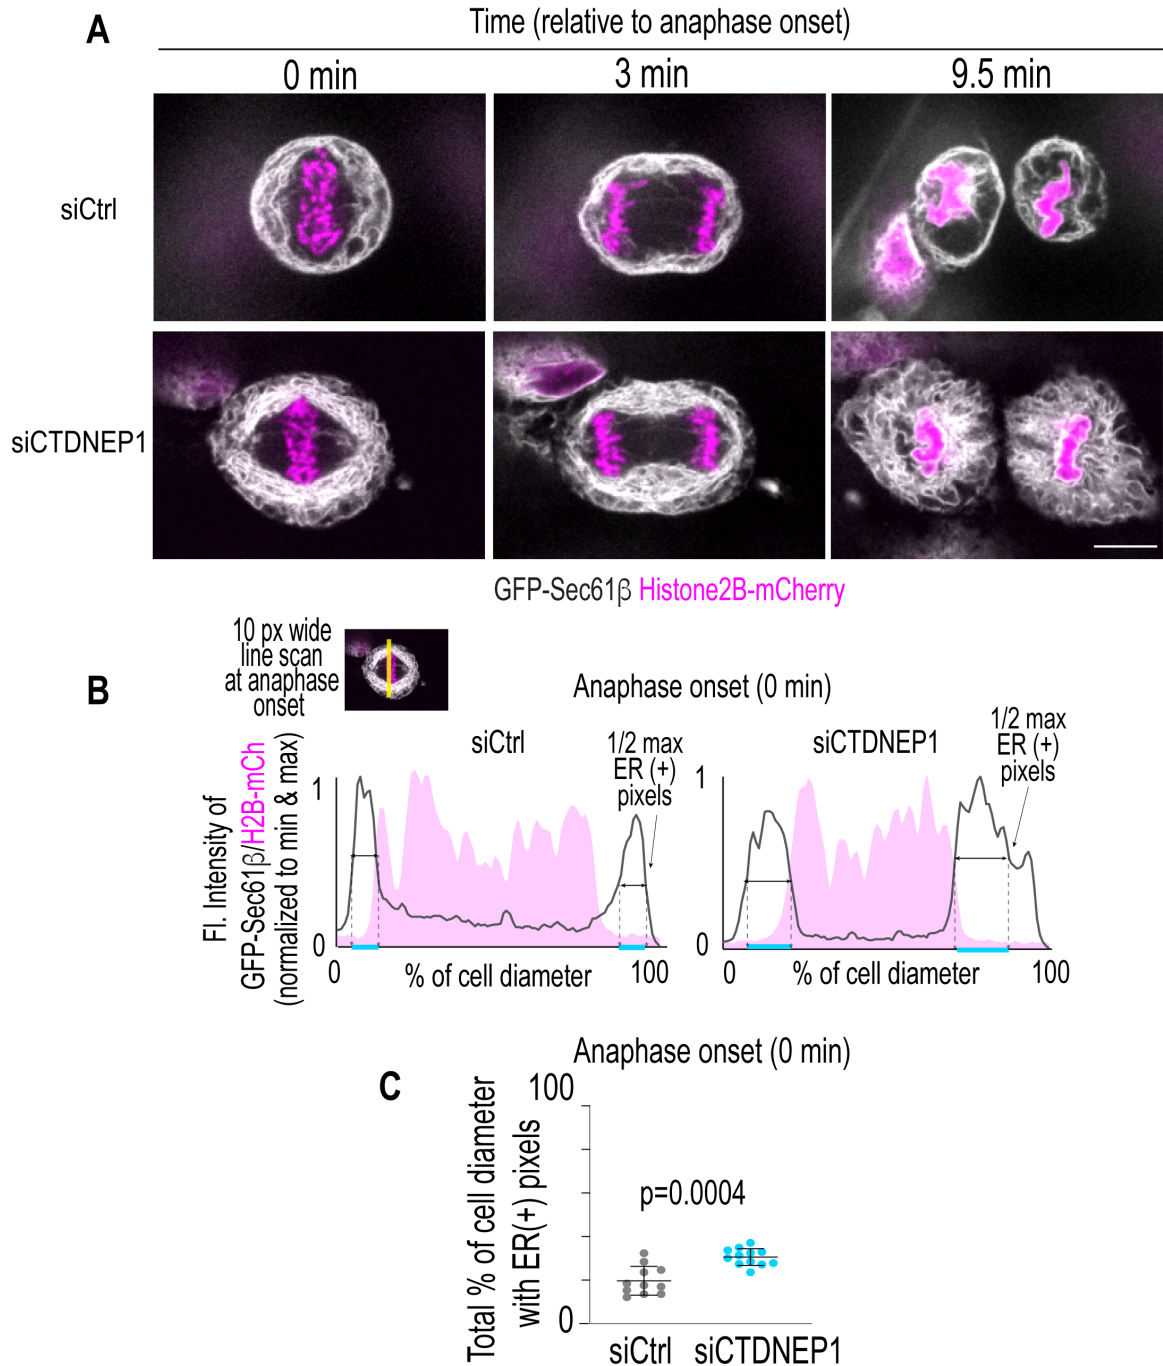 A
Time (relative to anaphase onset)
0 min
3 min
9.5 min
siCtrl
siCTDNEP1
GFP-Sec61β Histone2B-mCherry
10 px wide
line scan
at anaphase
onset
B
Anaphase onset (0 min)
siCtrl
1/2 max
ER (+)
pixels
siCTDNEP1
1/2 max
ER (+)
pixels
Fl. Intensity of
GFP-Sec61β/H2B-mCh
(normalized to min & max)
1
0
0
% of cell diameter
100
1
0
0
% of cell diameter
100
Anaphase onset (0 min)
C
Total % of cell diameter
with ER(+) pixels
100
0
p=0.0004
siCtrl
siCTDNEP1